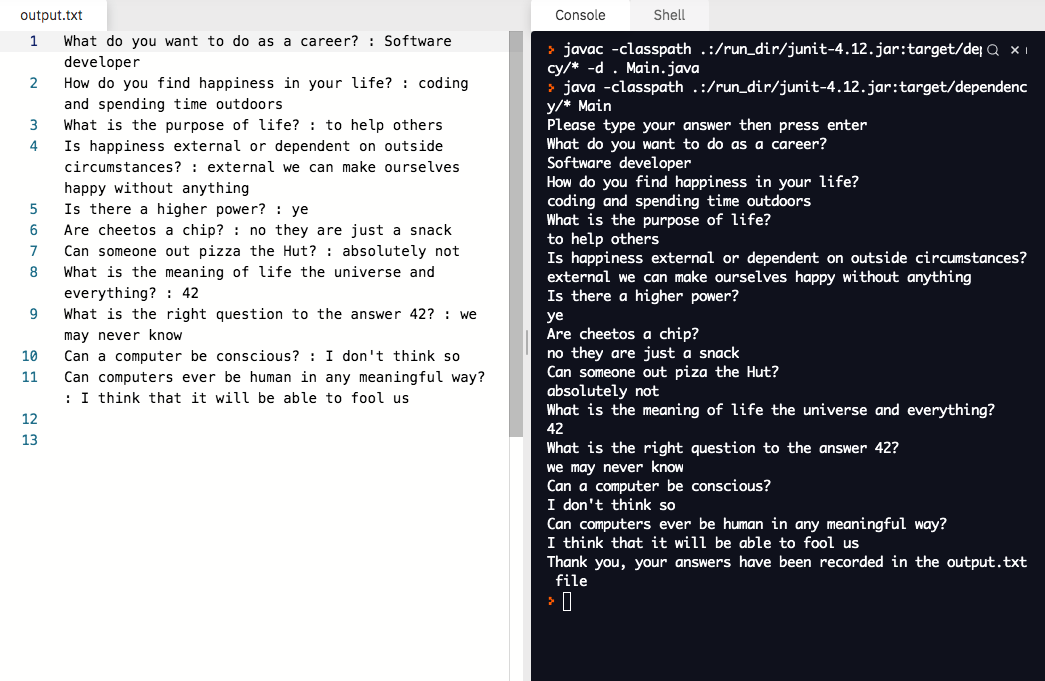 output.txt
1 What do you want to do as a career? : Software
developer
2 How do you find happiness in your life? : coding
and spending time outdoors
3 What is the purpose of life? : to help others
4 Is happiness external or dependent on outside
circumstances? : external we can make ourselves
happy without anything
5 Is there a higher power? : ye
6 Are cheetos a chip? : no they are just a snack
7 Can someone out pizza the Hut? : absolutely not
8 What is the meaning of life the universe and
everything? : 42
9 What is the right question to the answer 42? : we
may never know
10 Can a computer be conscious? : I don't think so
11 Can computers ever be human in any meaningful way?
: I think that it will be able to fool us
12
13
Console Shell
javac -classpath .:/run_dir/junit-4.12.jar:target/de
cy/* -d . Main.java
java -classpath .:/run_dir/junit-4.12.jar:target/dependenc
y/* Main
Please type your answer then press enter
What do you want to do as a career?
Software developer
How do you find happiness in your life?
coding and spending time outdoors
What is the purpose of life?
to help others
Is happiness external or dependent on outside circumstances?
external we can make ourselves happy without anything
Is there a higher power?
ye
Are cheetos a chip?
no they are just a snack
Can someone out piza the Hut?
absolutely not
What is the meaning of life the universe and everything?
42
What is the right question to the answer 42?
we may never know
Can a computer be conscious?
I don't think so
Can computers ever be human in any meaningful way?
I think that it will be able to fool us
Thank you, your answers have been recorded in the output.txt
file